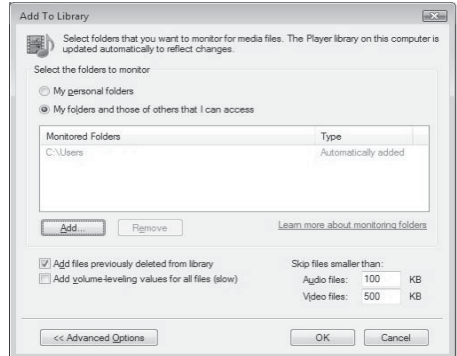 Add To Library
Select folders that you want to monitor for media files. The Player library on this computer is
updated automatically to reflect changes.
Select the folders to monitor
My personal folders
My folders and those of others that I can access
Monitored Folders Type
C:\Users Automatically added
Add... Remove Learn more about monitoring folders
Add files previously deleted from library Skip files smaller than:
Add volume-leveling values for all files (slow) Audio files: 100 KB
Video files: 500 KB
<< Advanced Options OK Cancel